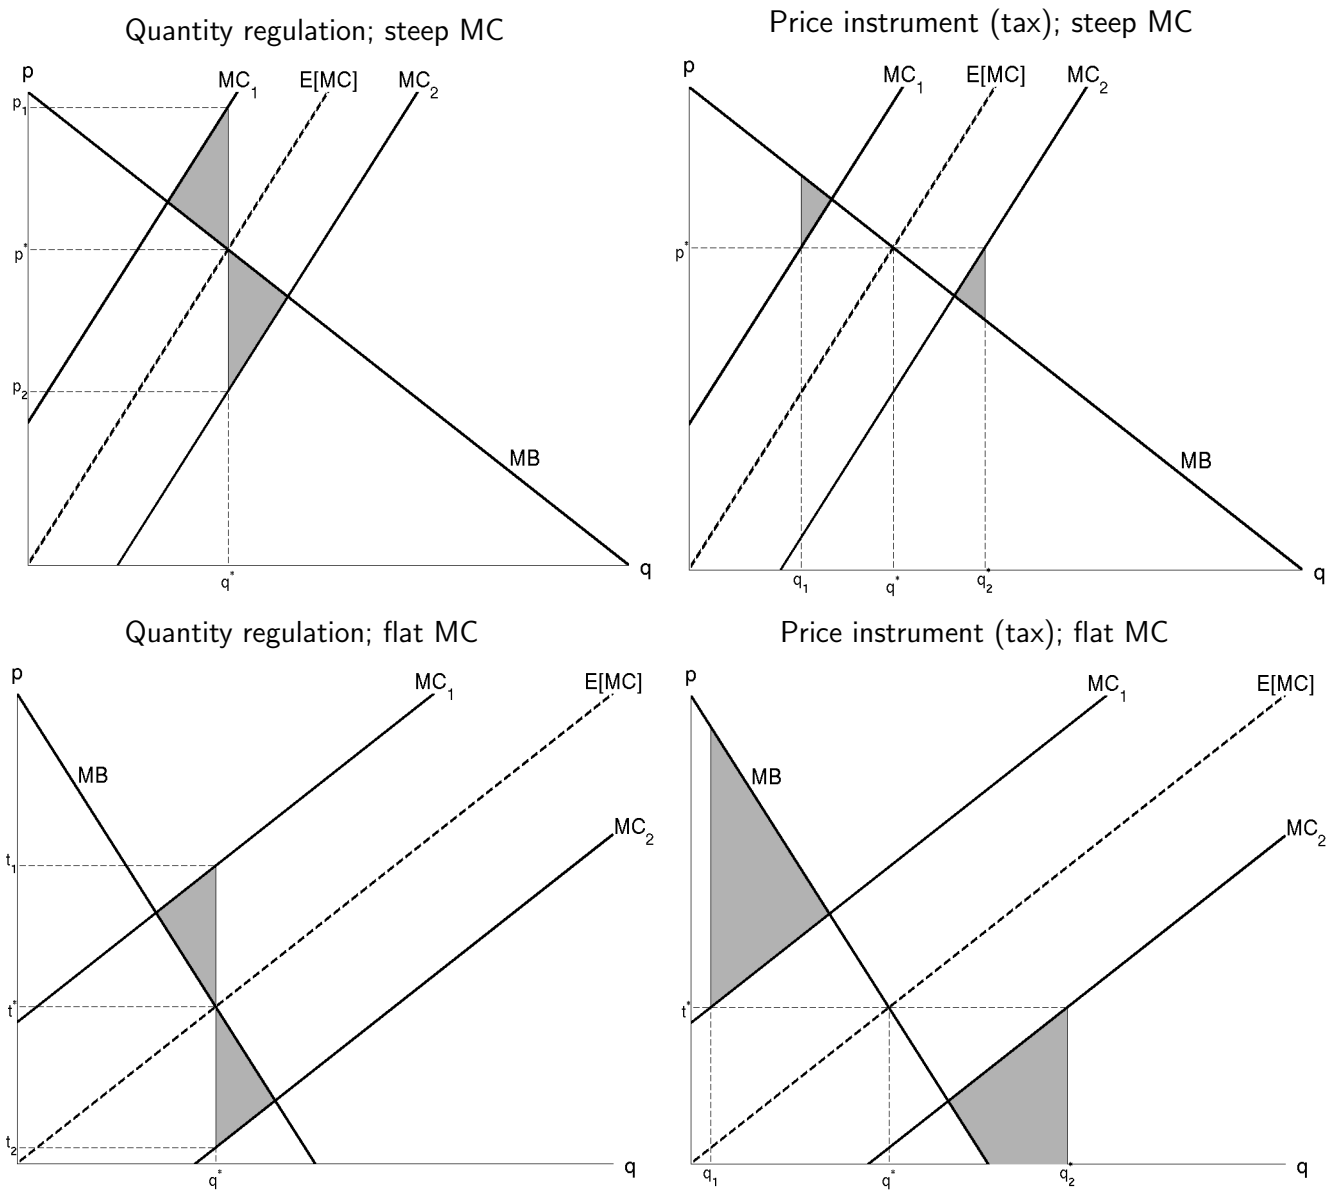 Quantity regulation; steep MC
p
MC₁
E[MC]
MC₂
p₁
p*
p₂
MB
q*
q
Price instrument (tax); steep MC
p
MC₁
E[MC]
MC₂
p*
MB
q₁
q*
q₂
q
Quantity regulation; flat MC
p
MC₁
E[MC]
MB
MC₂
t₁
t*
t₂
q*
q
Price instrument (tax); flat MC
p
MC₁
E[MC]
MB
MC₂
t*
q₁
q*
q₂
q